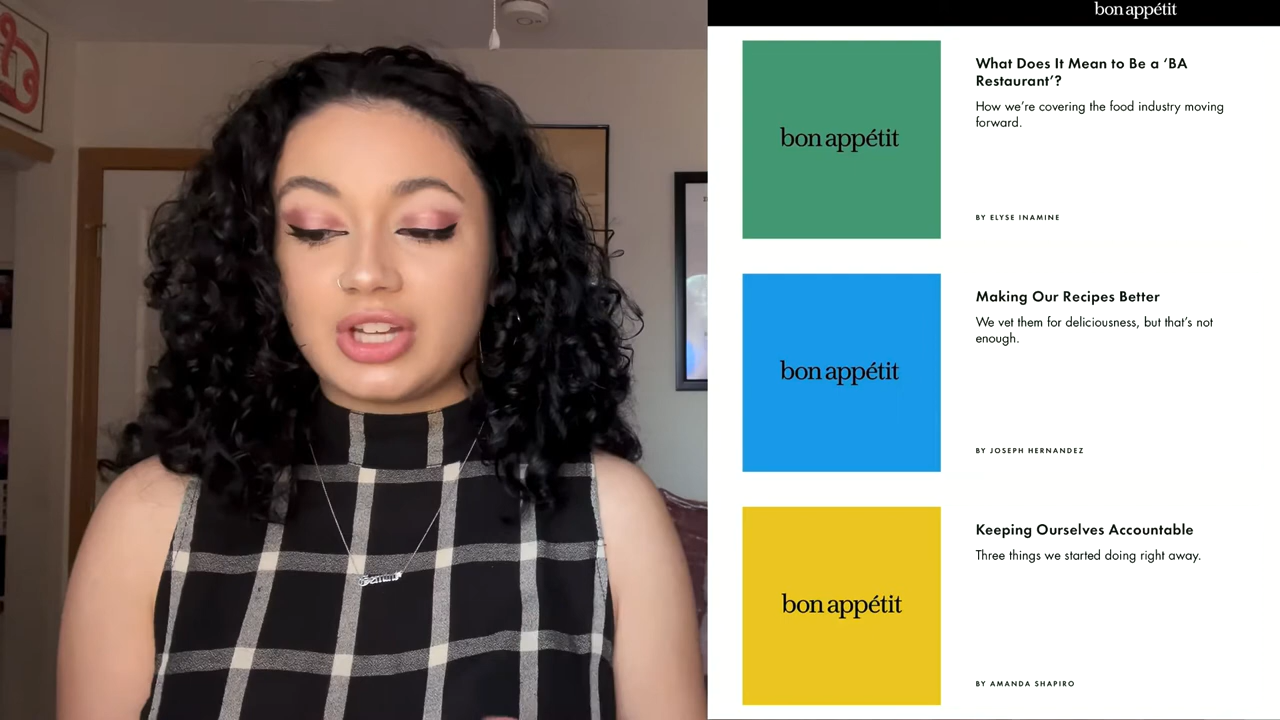 bon appétit
bon appétit
What Does It Mean to Be a ‘BA
Restaurant’?
How we’re covering the food industry moving
forward.
BY ELYSE INAMINE
bon appétit
Making Our Recipes Better
We vet them for deliciousness, but that’s not
enough.
BY JOSEPH HERNANDEZ
bon appétit
Keeping Ourselves Accountable
Three things we started doing right away.
BY AMANDA SHAPIRO
Gemini